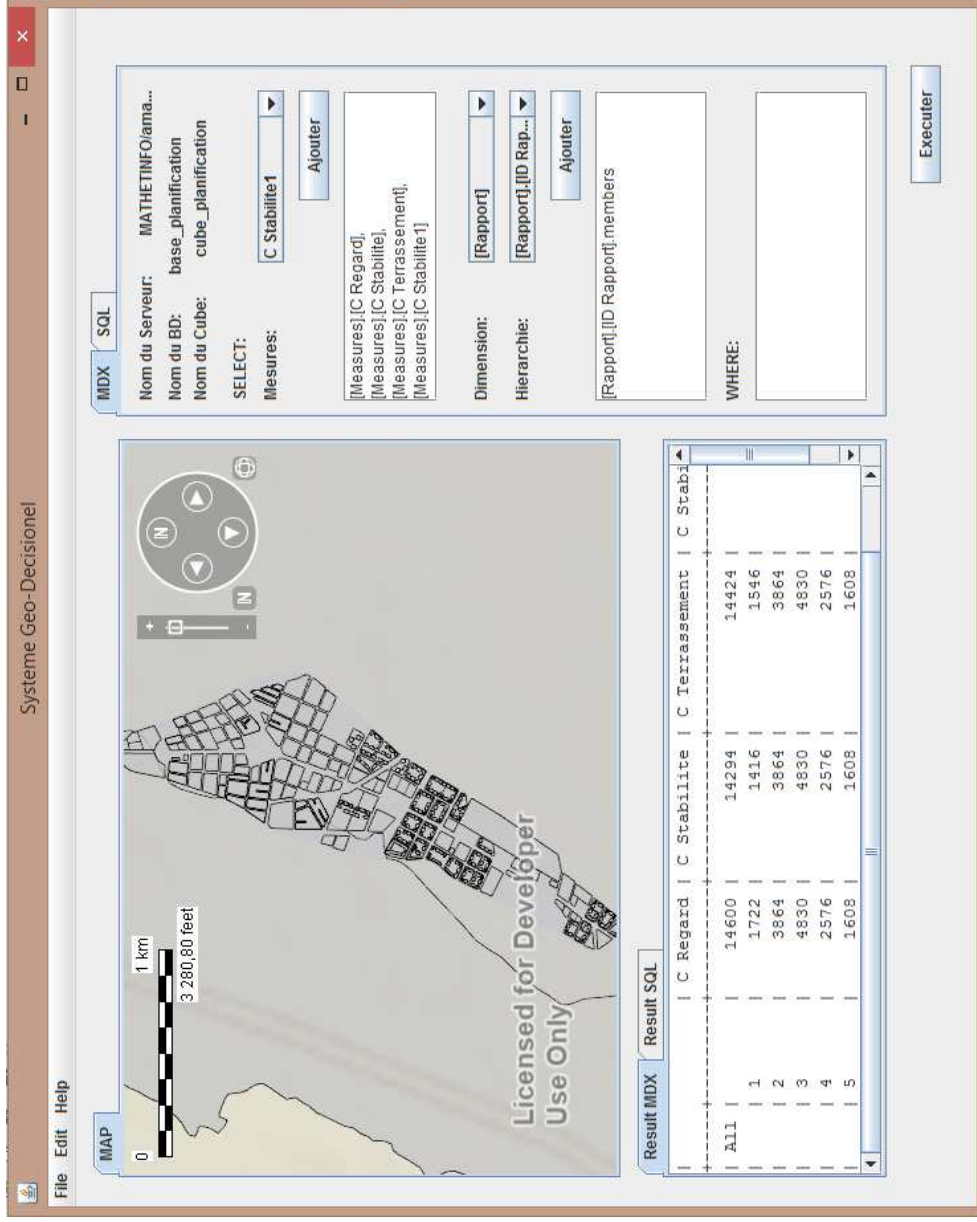 Systeme Geo-Decisionel
File Edit Help
MAP
0 1 km
3 280,80 feet
N
+
-
N
Licensed for Developer
Use Only
MDX SQL
Nom du Serveur: MATHETINFO/ama...
Nom du BD: base_planification
Nom du Cube: cube_planification
SELECT:
Mesures: C Stabilite1
Ajouter
[Measures].[C Regard],
[Measures].[C Stabilite],
[Measures].[C Terrassement],
[Measures].[C Stabilite1]
Dimension: [Rapport]
Hierarchie: [Rapport].[ID Rap...
Ajouter
[Rapport].[ID Rapport].members
WHERE:
Executer
Result MDX Result SQL
| | | C Regard | C Stabilite | C Terrassement | C Stabi
| All | | 14600 | 14294 | 14424 |
| | 1 | 1722 | 1416 | 1546 |
| | 2 | 3864 | 3864 | 3864 |
| | 3 | 4830 | 4830 | 4830 |
| | 4 | 2576 | 2576 | 2576 |
| | 5 | 1608 | 1608 | 1608 |